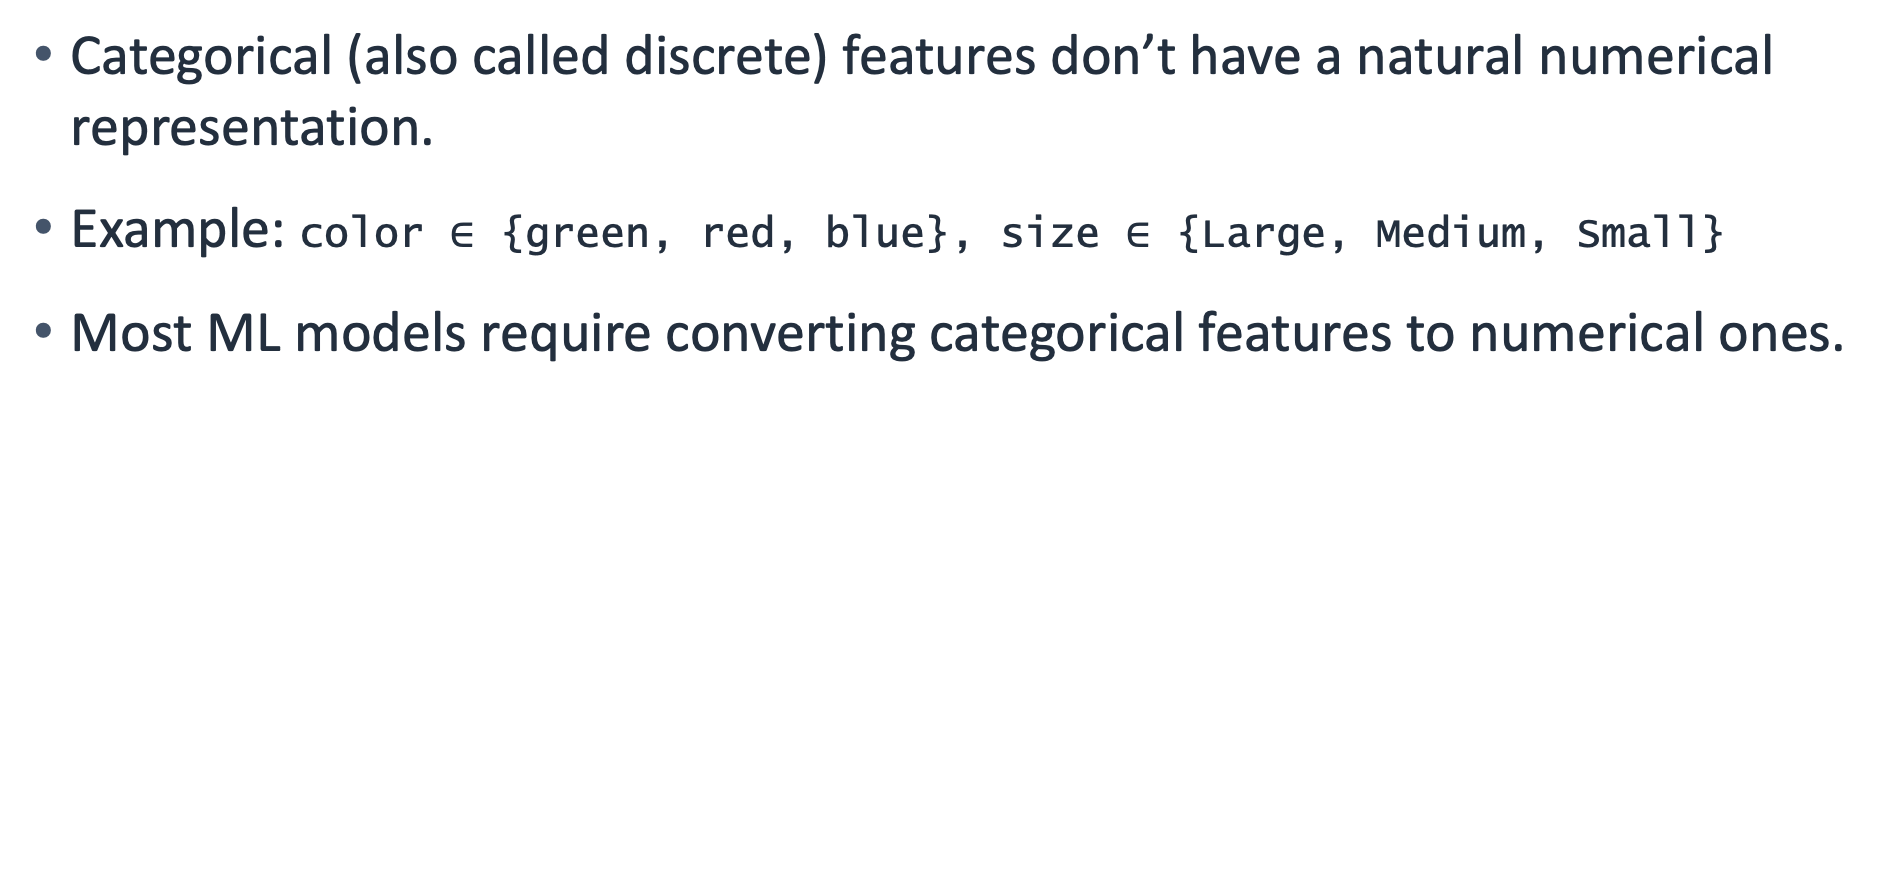 • Categorical (also called discrete) features don’t have a natural numerical
representation.
• Example: color ∈ {green, red, blue}, size ∈ {Large, Medium, Small}
• Most ML models require converting categorical features to numerical ones.